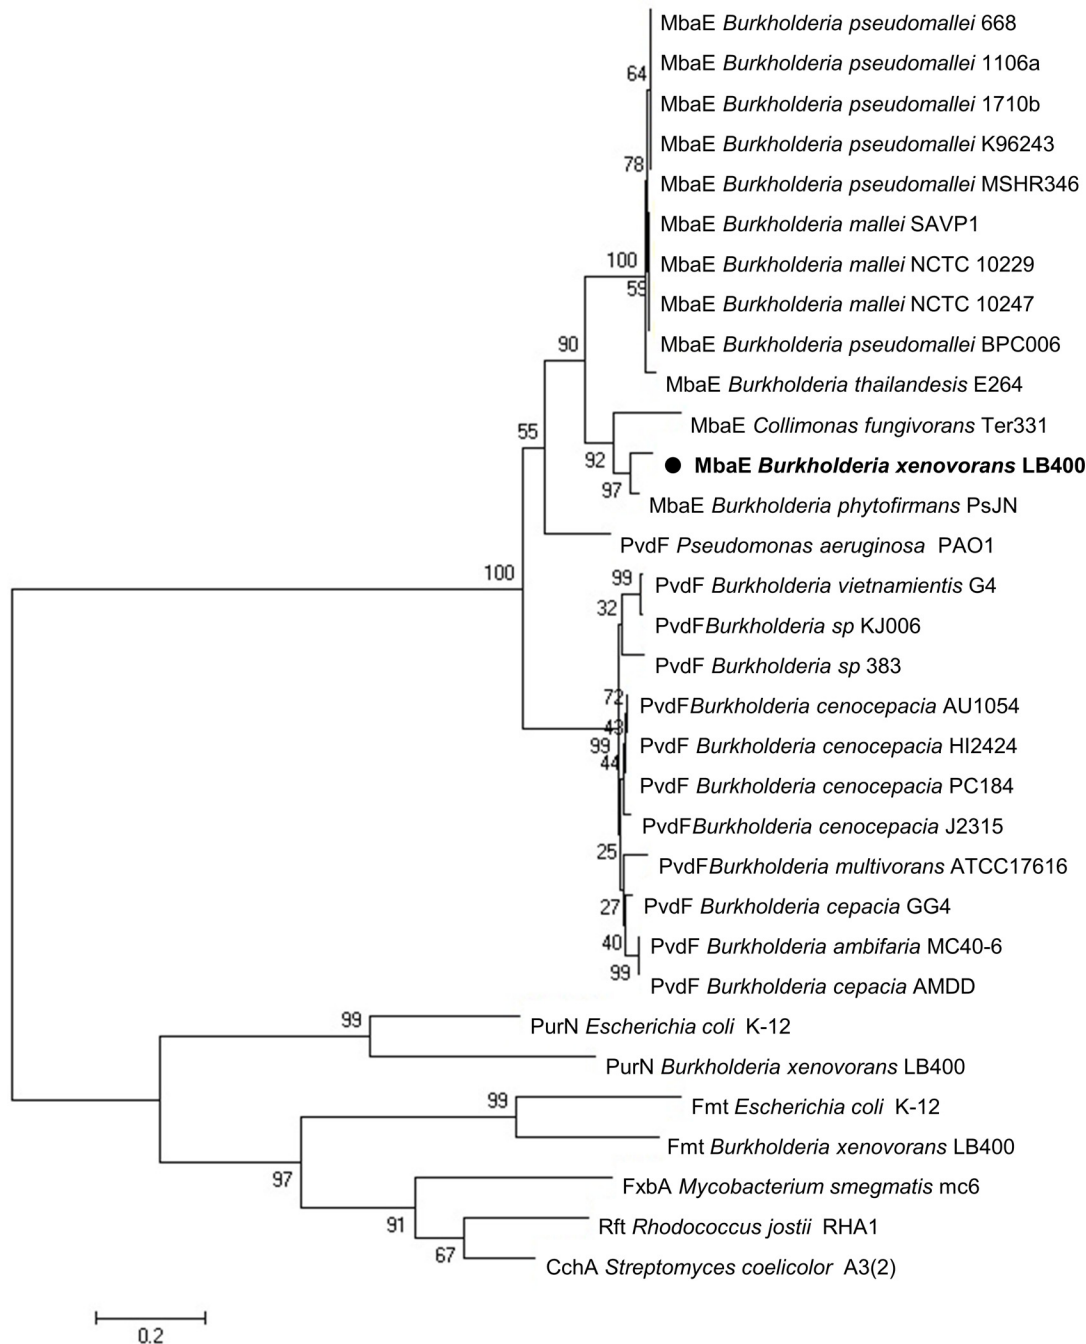 MbaE Burkholderia pseudomallei 668
MbaE Burkholderia pseudomallei 1106a
64
MbaE Burkholderia pseudomallei 1710b
MbaE Burkholderia pseudomallei K96243
78
MbaE Burkholderia pseudomallei MSHR346
MbaE Burkholderia mallei SAVP1
100
MbaE Burkholderia mallei NCTC 10229
59
MbaE Burkholderia mallei NCTC 10247
90
MbaE Burkholderia pseudomallei BPC006
MbaE Burkholderia thailandesis E264
MbaE Collimonas fungivorans Ter331
55
92
MbaE Burkholderia xenovorans LB400
97
MbaE Burkholderia phytofirmans PsJN
PvdF Pseudomonas aeruginosa PAO1
100
99
PvdF Burkholderia vietnamientis G4
32
PvdFBurkholderia sp KJ006
PvdF Burkholderia sp 383
72
PvdFBurkholderia cenocepacia AU1054
43
99
PvdF Burkholderia cenocepacia HI2424
44
PvdF Burkholderia cenocepacia PC184
PvdFBurkholderia cenocepacia J2315
25
PvdFBurkholderia multivorans ATCC17616
27
PvdF Burkholderia cepacia GG4
40
PvdF Burkholderia ambifaria MC40-6
99
PvdF Burkholderia cepacia AMDD
99
PurN Escherichia coli K-12
PurN Burkholderia xenovorans LB400
99
Fmt Escherichia coli K-12
Fmt Burkholderia xenovorans LB400
97
FxbA Mycobacterium smegmatis mc6
91
Rft Rhodococcus jostii RHA1
67
CchA Streptomyces coelicolor A3(2)
0.2